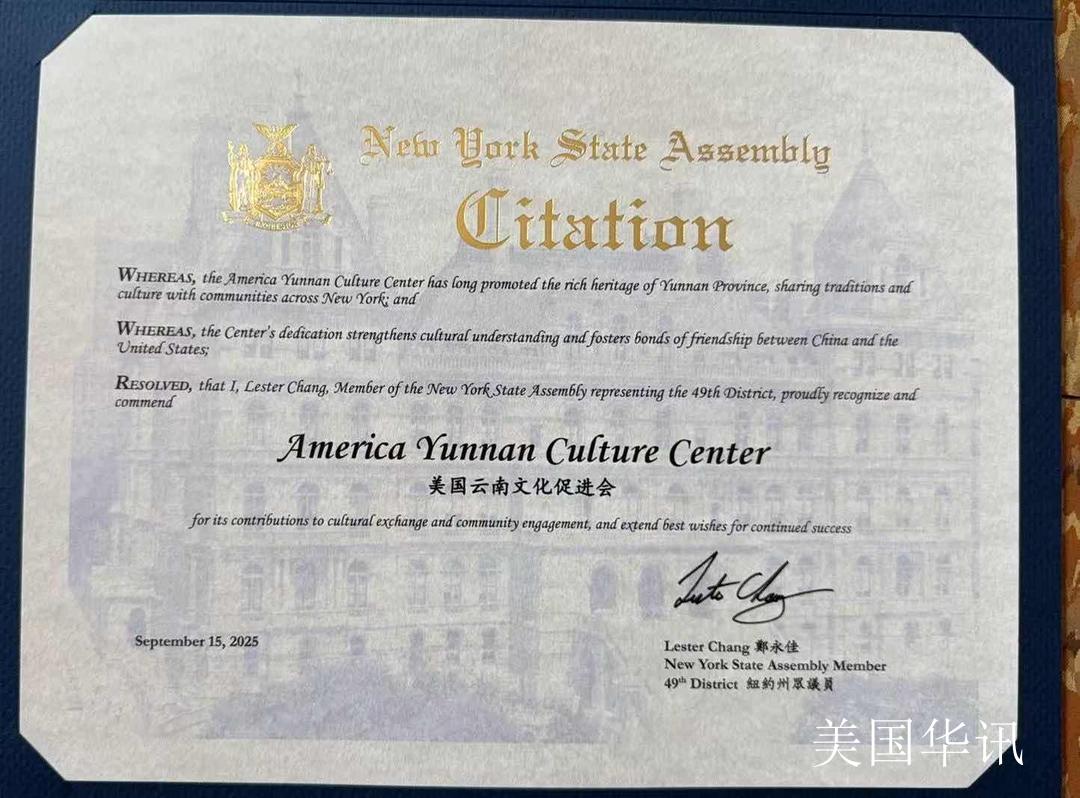 New York State Assembly
Citation
WHEREAS, the America Yunnan Culture Center has long promoted the rich heritage of Yunnan Province, sharing traditions and
culture with communities across New York; and
WHEREAS, the Center's dedication strengthens cultural understanding and fosters bonds of friendship between China and the
United States;
RESOLVED, that I, Lester Chang, Member of the New York State Assembly representing the 49th District, proudly recognize and
commend
America Yunnan Culture Center
美国云南文化促进会
for its contributions to cultural exchange and community engagement, and extend best wishes for continued success
September 15, 2025
Lester Chang 鄭永佳
New York State Assembly Member
49th District 紐約州眾議員
美国华讯